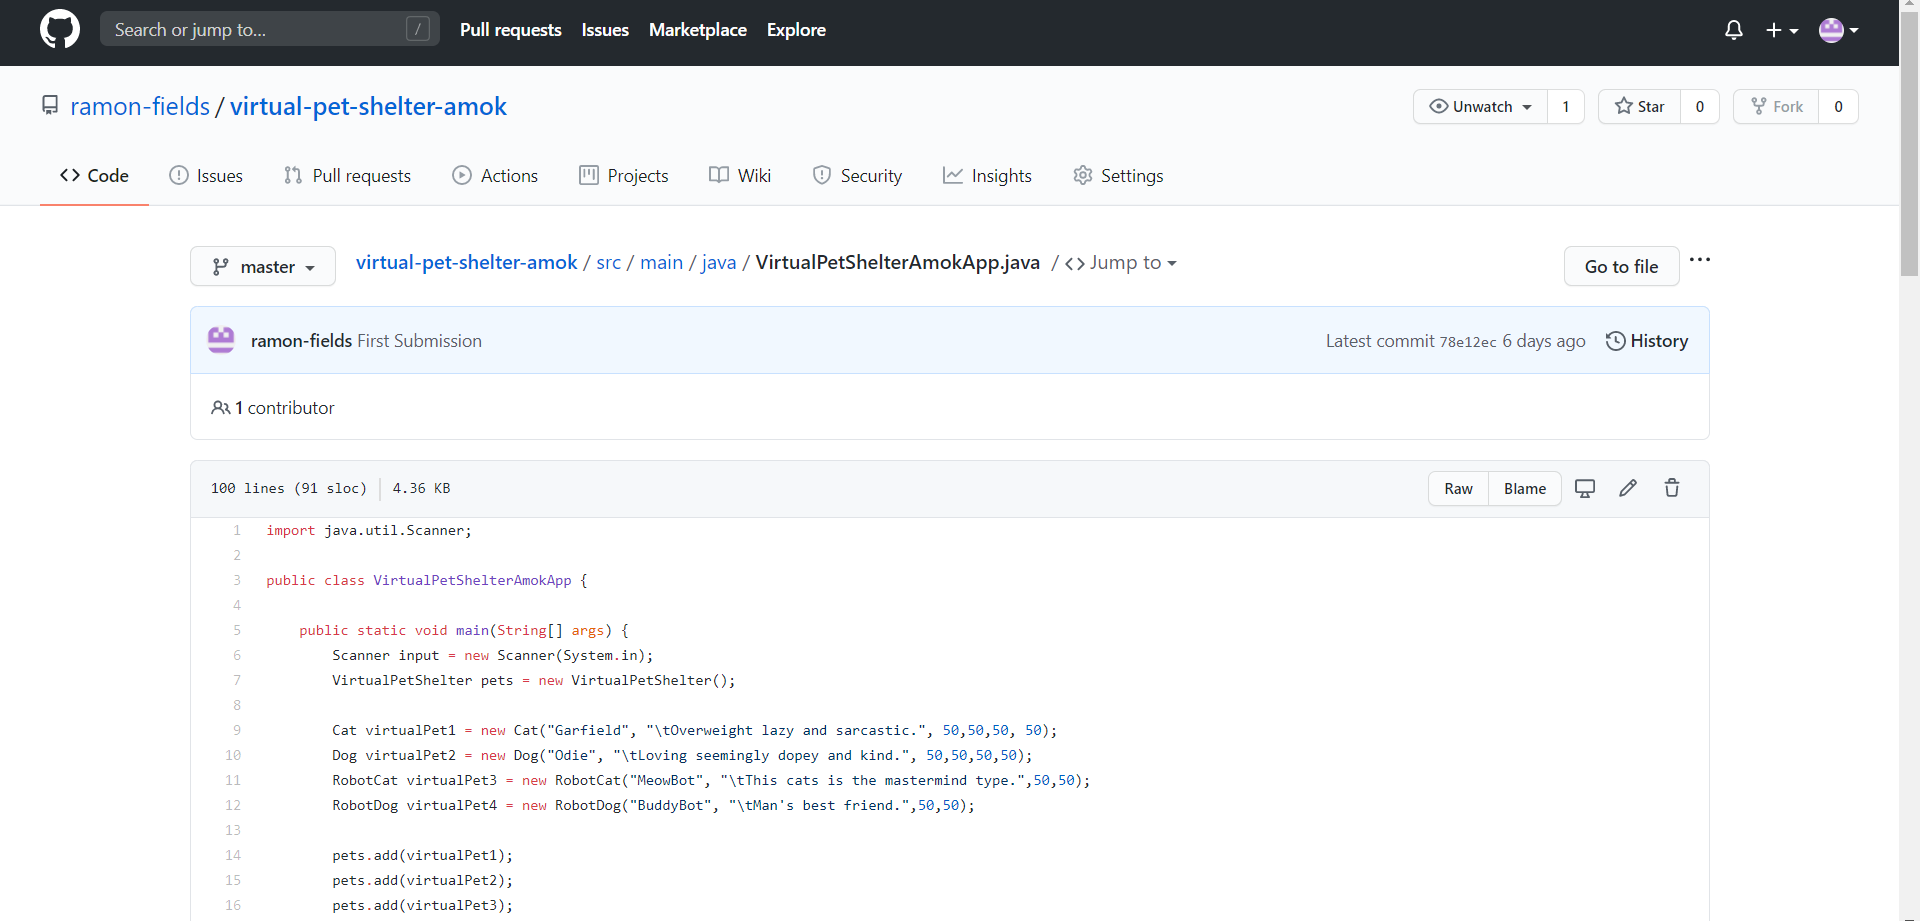 Search or jump to... / Pull requests Issues Marketplace Explore
ramon-fields / virtual-pet-shelter-amok Unwatch 1 Star 0 Fork 0
Code Issues Pull requests Actions Projects Wiki Security Insights Settings
master virtual-pet-shelter-amok / src / main / java / VirtualPetShelterAmokApp.java / <> Jump to Go to file ...
ramon-fields First Submission Latest commit 78e12ec 6 days ago History
1 contributor
100 lines (91 sloc) 4.36 KB Raw Blame
1 import java.util.Scanner;
2
3 public class VirtualPetShelterAmokApp {
4
5 public static void main(String[] args) {
6 Scanner input = new Scanner(System.in);
7 VirtualPetShelter pets = new VirtualPetShelter();
8
9 Cat virtualPet1 = new Cat("Garfield", "\tOverweight lazy and sarcastic.", 50,50,50, 50);
10 Dog virtualPet2 = new Dog("Odie", "\tLoving seemingly dopey and kind.", 50,50,50,50);
11 RobotCat virtualPet3 = new RobotCat("MeowBot", "\tThis cats is the mastermind type.",50,50);
12 RobotDog virtualPet4 = new RobotDog("BuddyBot", "\tMan's best friend.",50,50);
13
14 pets.add(virtualPet1);
15 pets.add(virtualPet2);
16 pets.add(virtualPet3);